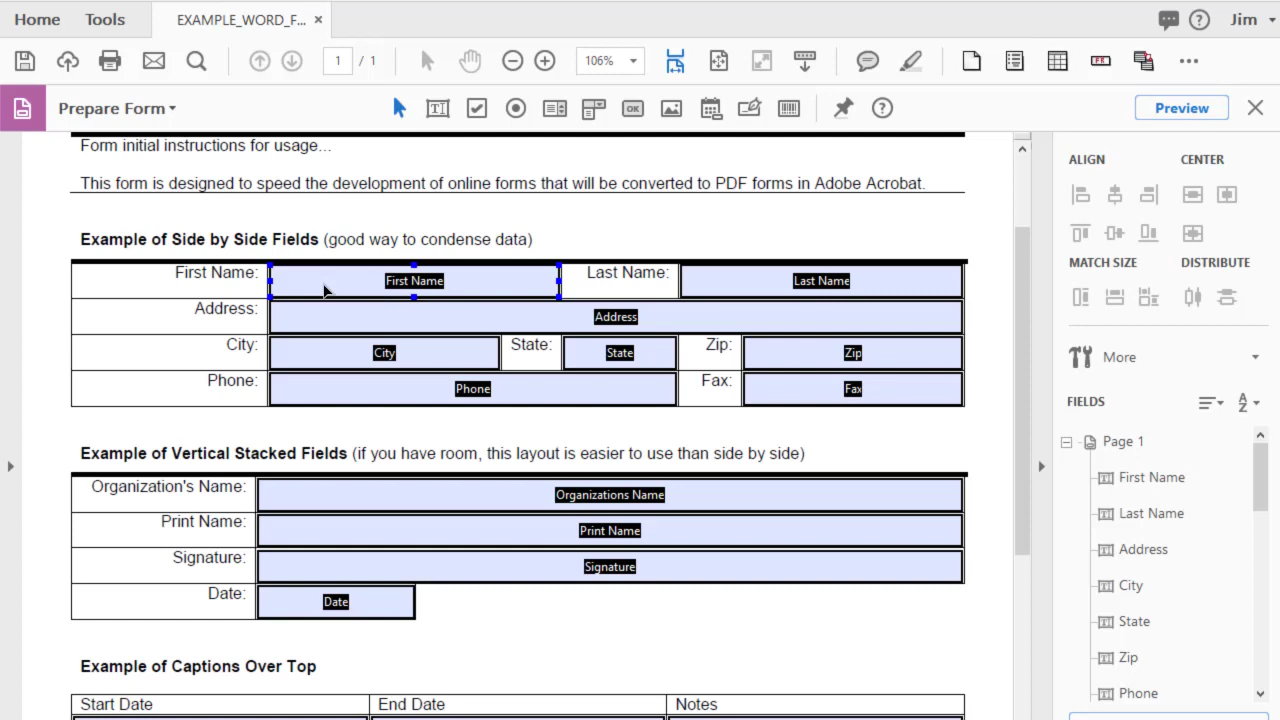 Home Tools EXAMPLE_WORD_F... × Jim
1 / 1 106%
Prepare Form Preview
Form initial instructions for usage...
This form is designed to speed the development of online forms that will be converted to PDF forms in Adobe Acrobat.
Example of Side by Side Fields (good way to condense data)
First Name: First Name Last Name: Last Name
Address: Address
City: City State: State Zip: Zip
Phone: Phone Fax: Fax
Example of Vertical Stacked Fields (if you have room, this layout is easier to use than side by side)
Organization's Name: Organizations Name
Print Name: Print Name
Signature: Signature
Date: Date
Example of Captions Over Top
Start Date End Date Notes
ALIGN CENTER
MATCH SIZE DISTRIBUTE
More
FIELDS
Page 1
First Name
Last Name
Address
City
State
Zip
Phone